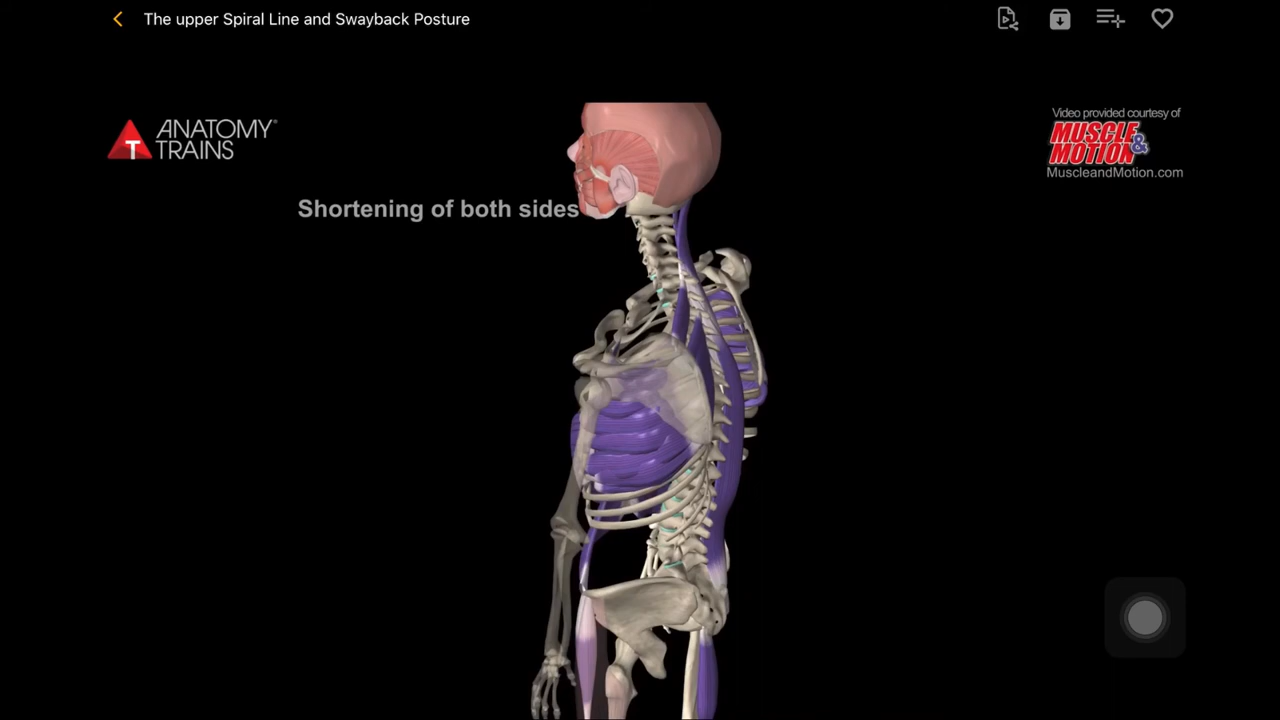 The upper Spiral Line and Swayback Posture
ANATOMY®
TRAINS
Video provided courtesy of
MUSCLE
& MOTION
MuscleandMotion.com
Shortening of both sides